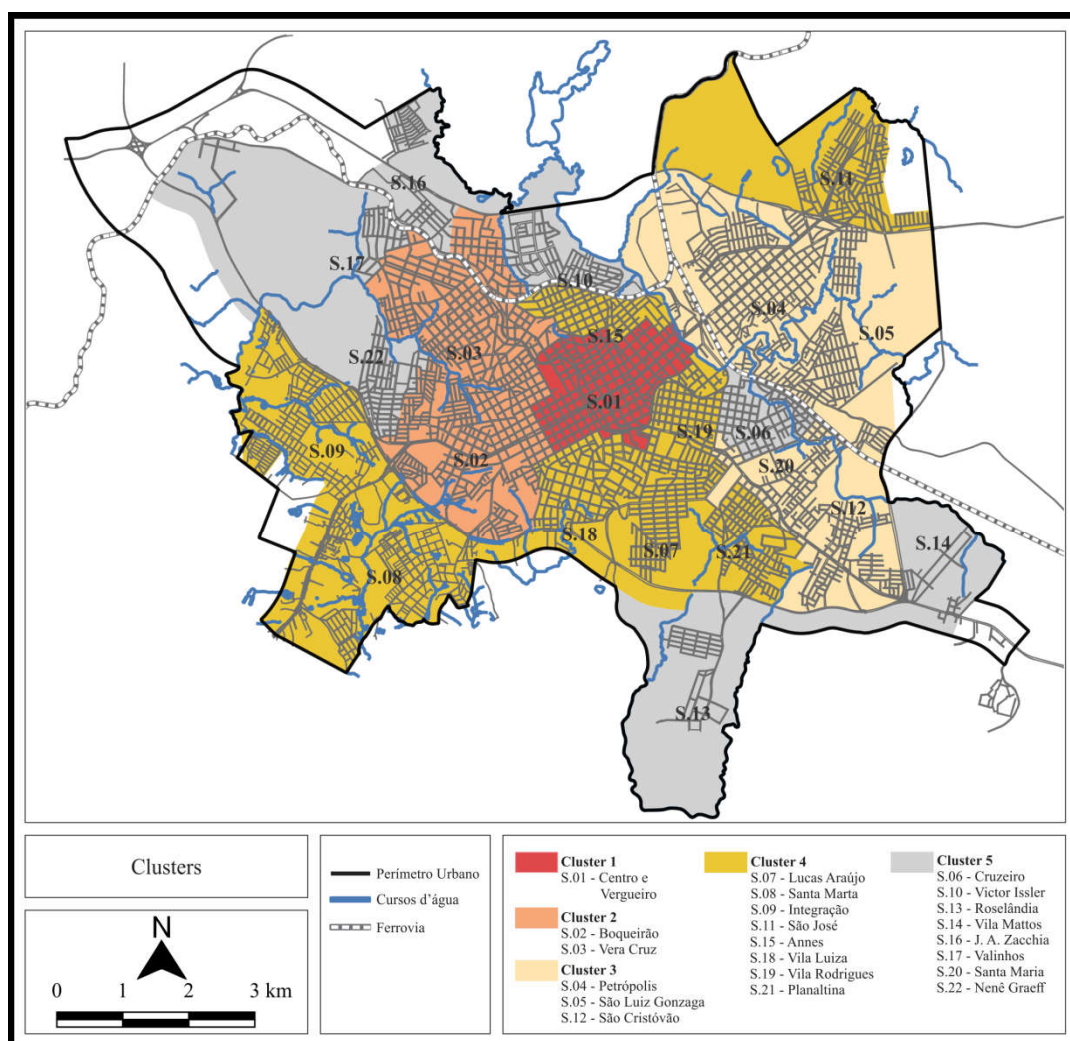 S.11
S.16
S.17
S.10
S.04
S.05
S.15
S.03
S.22
S.01
S.19
S.06
S.09
S.02
S.20
S.12
S.18
S.07
S.21
S.14
S.08
S.13
Clusters
N
0 1 2 3 km
Perímetro Urbano
Cursos d'água
Ferrovia
Cluster 1
S.01 - Centro e
Vergueiro
Cluster 2
S.02 - Boqueirão
S.03 - Vera Cruz
Cluster 3
S.04 - Petrópolis
S.05 - São Luiz Gonzaga
S.12 - São Cristóvão
Cluster 4
S.07 - Lucas Araújo
S.08 - Santa Marta
S.09 - Integração
S.11 - São José
S.15 - Annes
S.18 - Vila Luiza
S.19 - Vila Rodrigues
S.21 - Planaltina
Cluster 5
S.06 - Cruzeiro
S.10 - Victor Issler
S.13 - Roselândia
S.14 - Vila Mattos
S.16 - J. A. Zacchia
S.17 - Valinhos
S.20 - Santa Maria
S.22 - Nenê Graeff